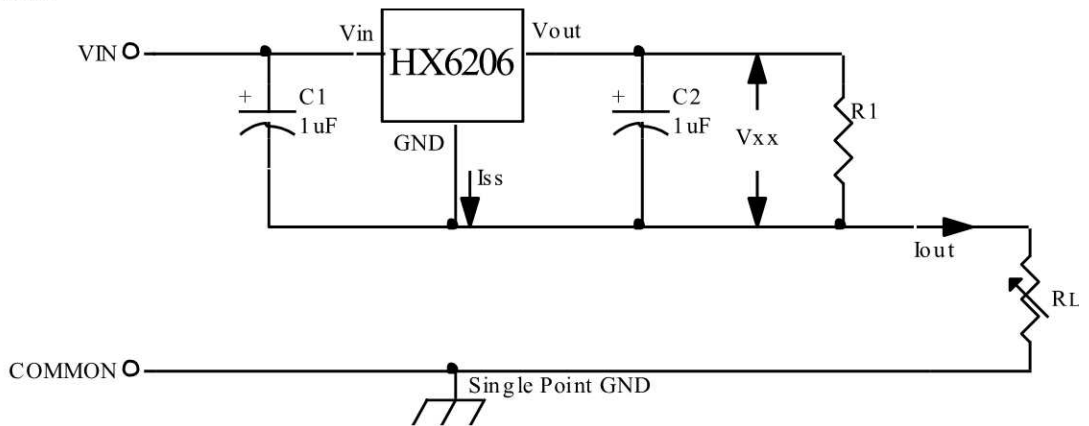 Vin
Vout
VIN
HX6206
+
C1
1uF
+
C2
1uF
R1
GND
Vxx
Iss
Iout
RL
COMMON
Single Point GND